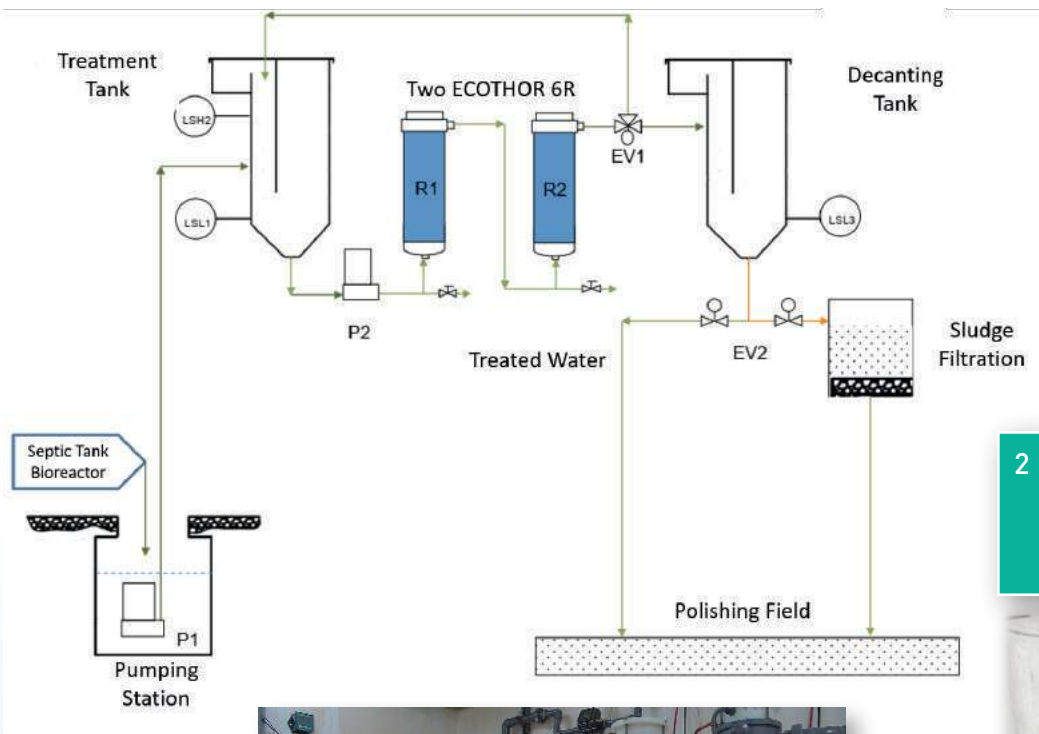 Treatment
Tank
Two ECOTHOR 6R
Decanting
Tank
LSH2
EV1
R1
R2
LSL1
LSL3
P2
Treated Water
EV2
Sludge
Filtration
Septic Tank
Bioreactor
2
Polishing Field
P1
Pumping
Station